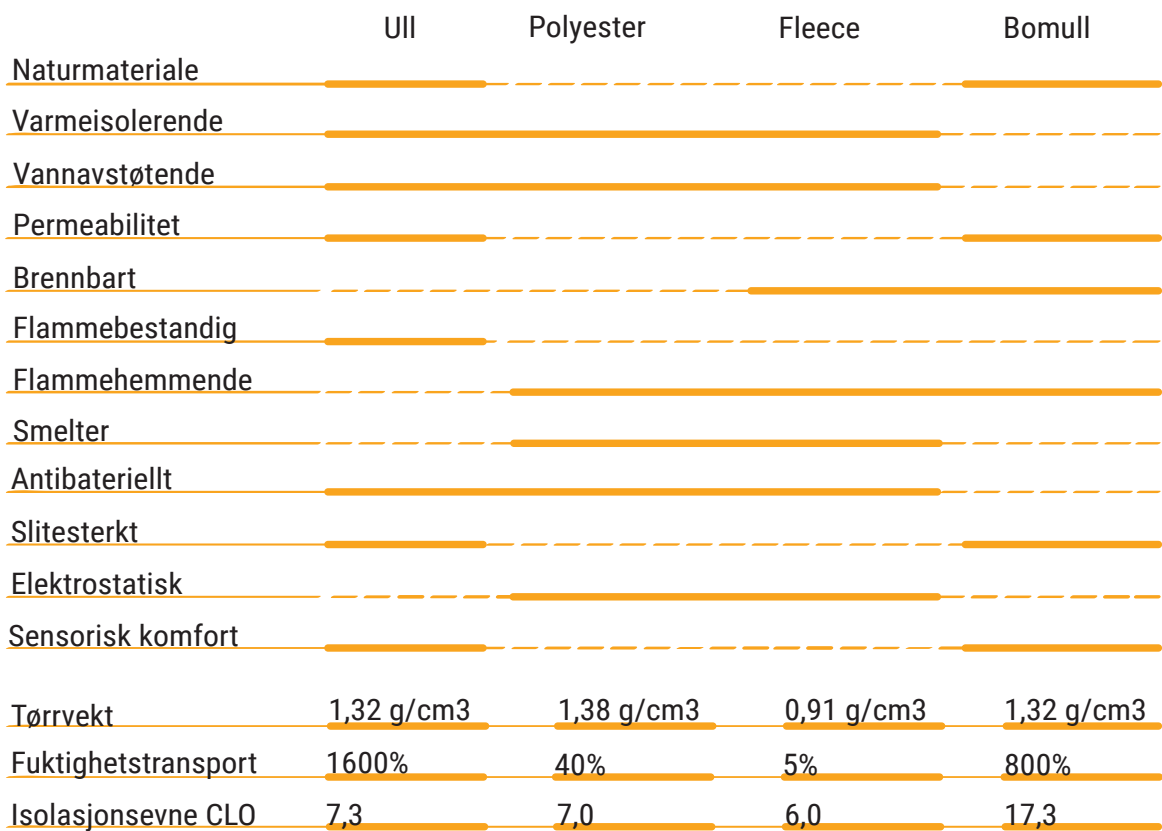 Ull Polyester Fleece Bomull
Naturmateriale
Varmeisolerende
Vannavstøtende
Permeabilitet
Brennbart
Flammebestandig
Flammehemmende
Smelter
Antibateriellt
Slitesterkt
Elektrostatisk
Sensorisk komfort
Tørrvekt 1,32 g/cm3 1,38 g/cm3 0,91 g/cm3 1,32 g/cm3
Fuktighetstransport 1600% 40% 5% 800%
Isolasjonsevne CLO 7,3 7,0 6,0 17,3